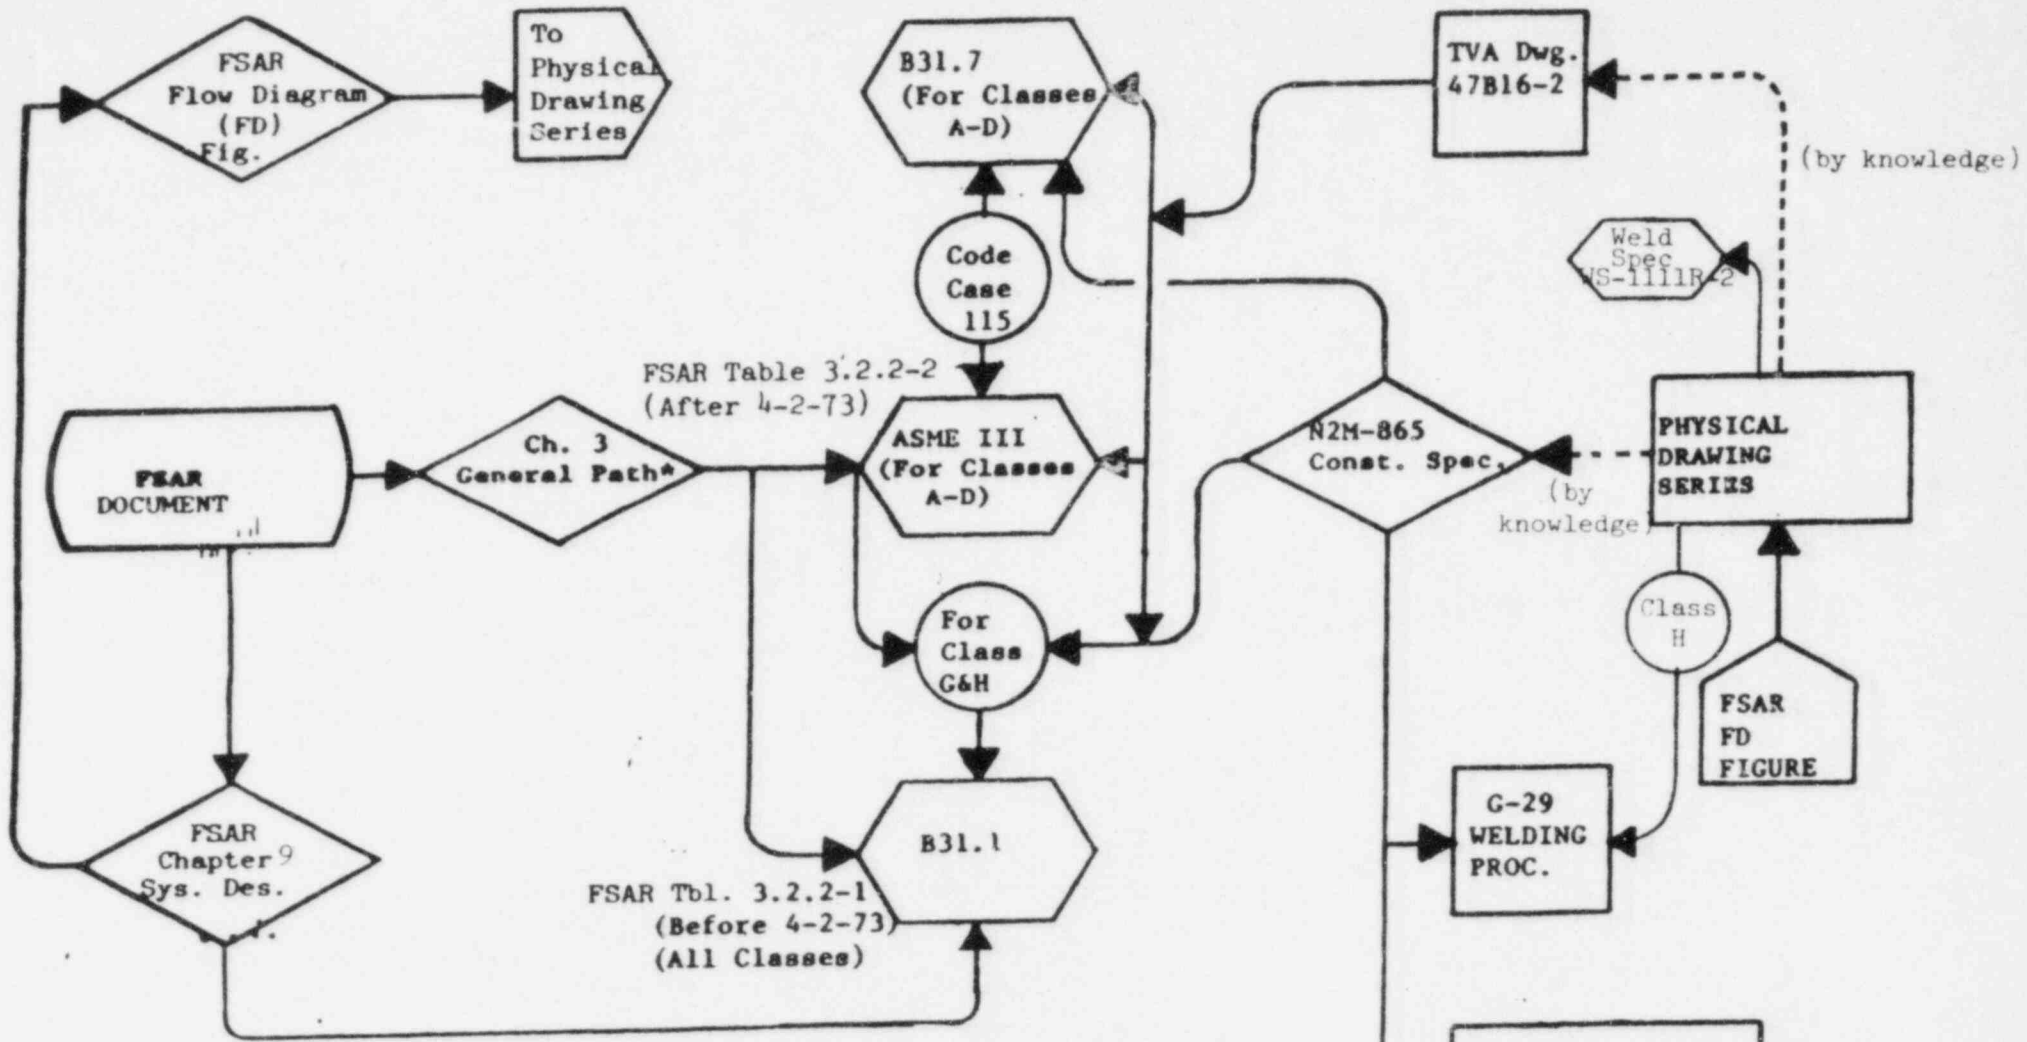 FSAR
Flow Diagram
(FD)
Fig.
To
Physical
Drawing
Series
B31.7
(For Classes
A-D)
TVA Dwg.
47B16-2
(by knowledge)
Code
Case
115
Weld
Spec
WS-1111R-2
FSAR Table 3.2.2-2
(After 4-2-73)
FSAR
DOCUMENT
Ch. 3
General Path*
ASME III
(For Classes
A-D)
N2M-865
Const. Spec.
(by
knowledge)
PHYSICAL
DRAWING
SERIES
For
Class
G&H
Class
H
FSAR
FD
FIGURE
FSAR
Chapter 9
Sys. Des.
B31.1
FSAR Tbl. 3.2.2-1
(Before 4-2-73)
(All Classes)
G-29
WELDING
PROC.